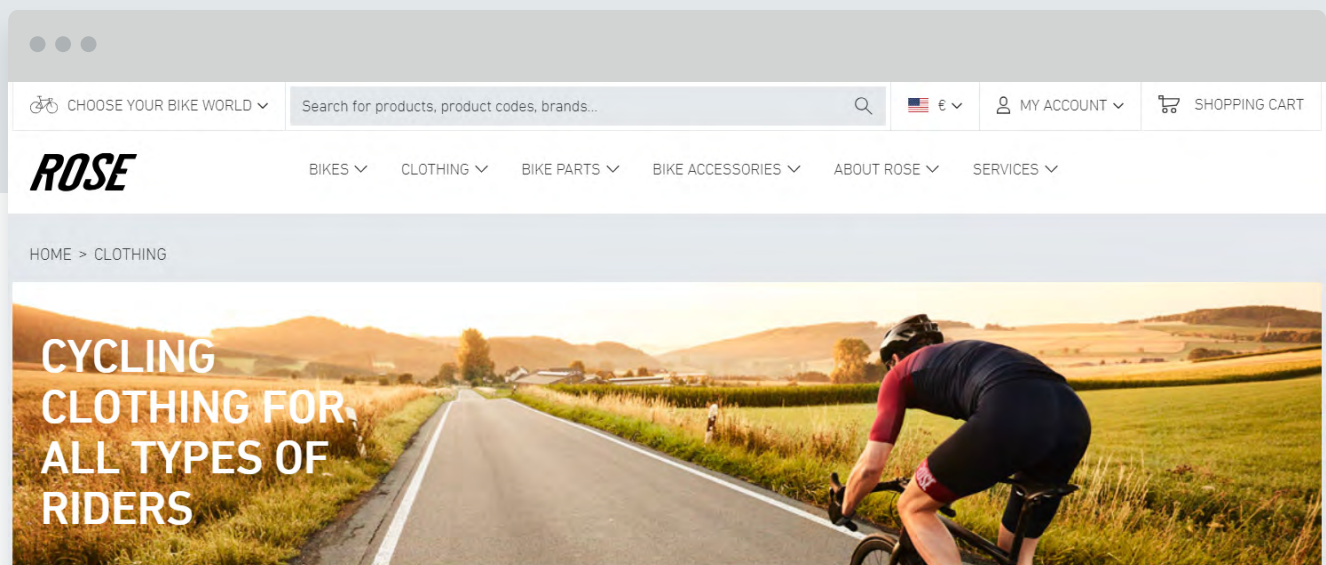 CHOOSE YOUR BIKE WORLD
Search for products, product codes, brands...
€
MY ACCOUNT
SHOPPING CART
ROSE
BIKES
CLOTHING
BIKE PARTS
BIKE ACCESSORIES
ABOUT ROSE
SERVICES
HOME > CLOTHING
CYCLING
CLOTHING FOR
ALL TYPES OF
RIDERS